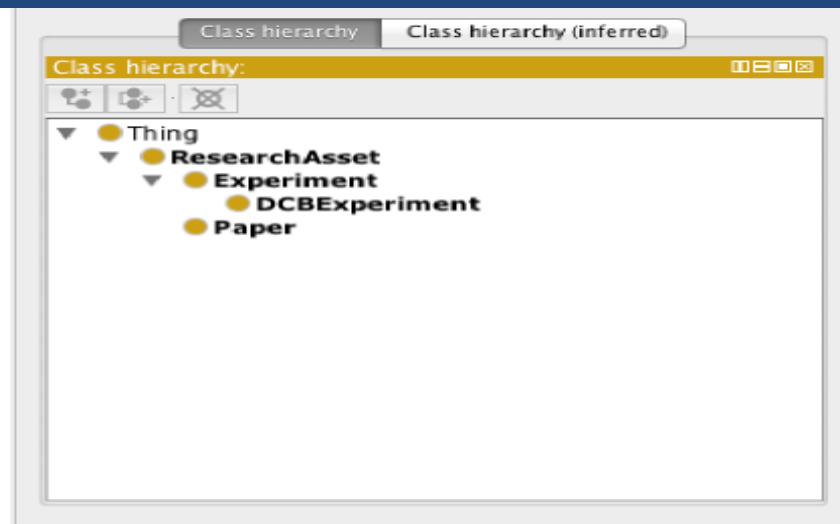 Class hierarchy Class hierarchy (inferred)
Class hierarchy:
Thing
ResearchAsset
Experiment
DCBExperiment
Paper